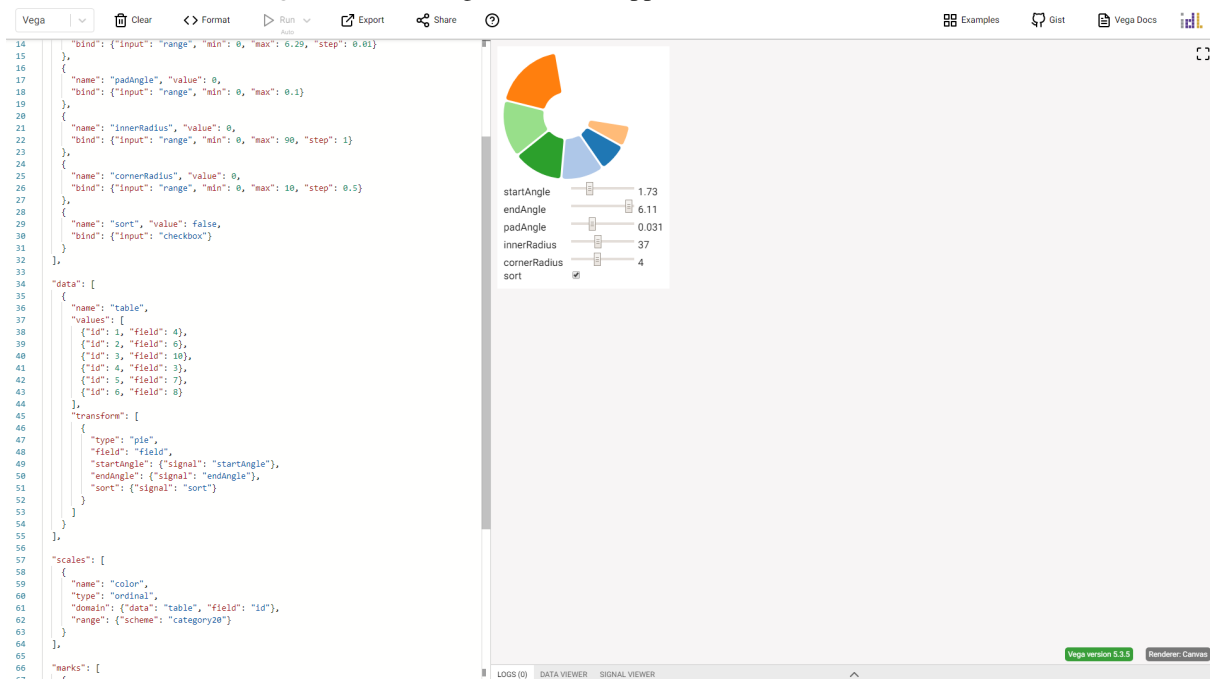 Vega
Clear
Format
Run
Auto
Export
Share
Examples
Gist
Vega Docs
14 "bind": {"input": "range", "min": 0, "max": 6.29, "step": 0.01}
15 },
16 {
17 "name": "padAngle", "value": 0,
18 "bind": {"input": "range", "min": 0, "max": 0.1}
19 },
20 {
21 "name": "innerRadius", "value": 0,
22 "bind": {"input": "range", "min": 0, "max": 90, "step": 1}
23 },
24 {
25 "name": "cornerRadius", "value": 0,
26 "bind": {"input": "range", "min": 0, "max": 10, "step": 0.5}
27 },
28 {
29 "name": "sort", "value": false,
30 "bind": {"input": "checkbox"}
31 }
32 ],
33
34 "data": [
35 {
36 "name": "table",
37 "values": [
38 {"id": 1, "field": 4},
39 {"id": 2, "field": 6},
40 {"id": 3, "field": 10},
41 {"id": 4, "field": 3},
42 {"id": 5, "field": 7},
43 {"id": 6, "field": 8}
44 ],
45 "transform": [
46 {
47 "type": "pie",
48 "field": "field",
49 "startAngle": {"signal": "startAngle"},
50 "endAngle": {"signal": "endAngle"},
51 "sort": {"signal": "sort"}
52 }
53 ]
54 }
55 ],
56
57 "scales": [
58 {
59 "name": "color",
60 "type": "ordinal",
61 "domain": {"data": "table", "field": "id"},
62 "range": {"scheme": "category20"}
63 }
64 ],
65
66 "marks": [
startAngle 1.73
endAngle 6.11
padAngle 0.031
innerRadius 37
cornerRadius 4
sort
Vega version 5.3.5
Renderer: Canvas
LOGS (0) DATA VIEWER SIGNAL VIEWER